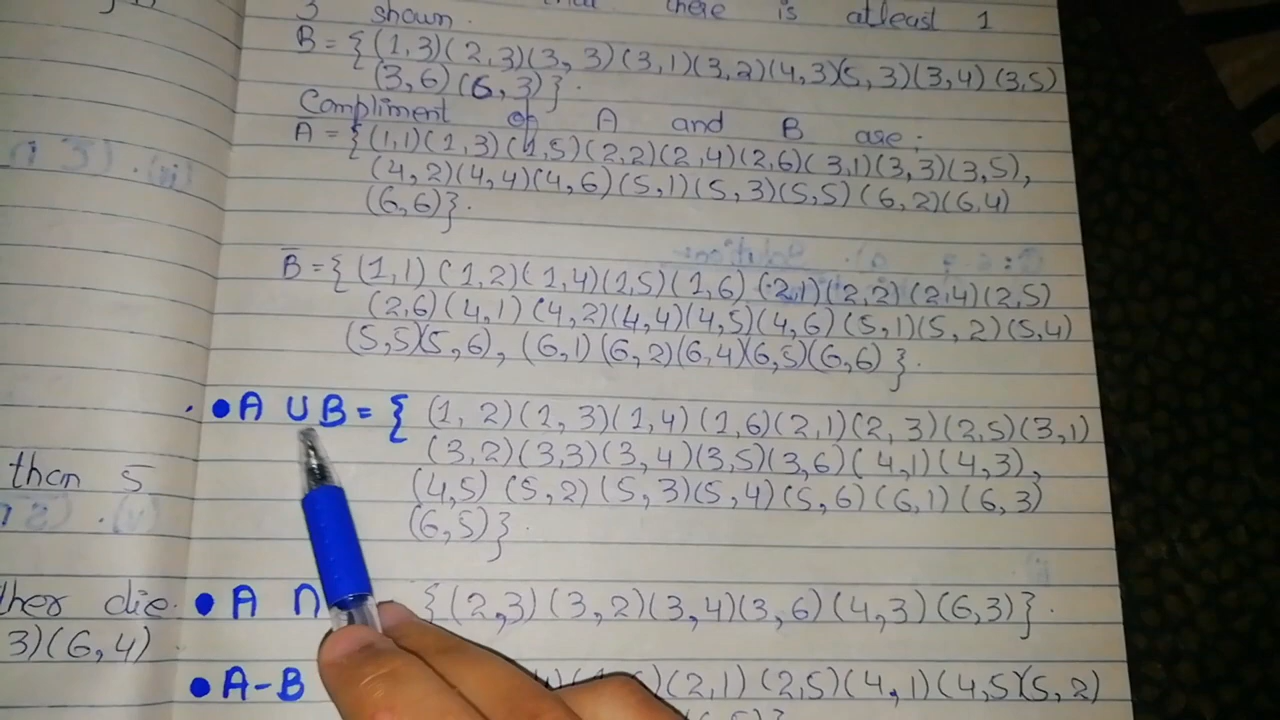 3 shown. there is atleast 1
B = { (1,3)(2,3)(3,3)(3,1)(3,2)(4,3)(5,3)(3,4)(3,5)
(3,6)(6,3)}.
Compliment of A and B are:
A̅ = {(1,1)(1,3)(1,5)(2,2)(2,4)(2,6)(3,1)(3,3)(3,5),
(4,2)(4,4)(4,6)(5,1)(5,3)(5,5)(6,2)(6,4)
(6,6)}.
B̅ = { (1,1)(1,2)(1,4)(1,5)(1,6)(2,1)(2,2)(2,4)(2,5)
(2,6)(4,1)(4,2)(4,4)(4,5)(4,6)(5,1)(5,2)(5,4)
(5,5)(5,6), (6,1)(6,2)(6,4)(6,5)(6,6) }.
• A ∪ B = { (1,2)(1,3)(1,4)(1,6)(2,1)(2,3)(2,5)(3,1)
(3,2)(3,3)(3,4)(3,5)(3,6)(4,1)(4,3),
than 5
(4,5)(5,2)(5,3)(5,4)(5,6)(6,1)(6,3)
(6,5)}.
die.
• A ∩ {(2,3)(3,2)(3,4)(3,6)(4,3)(6,3)}.
3)(6,4)
• A-B (2,1)(2,5)(4,1)(4,5)(5,2)